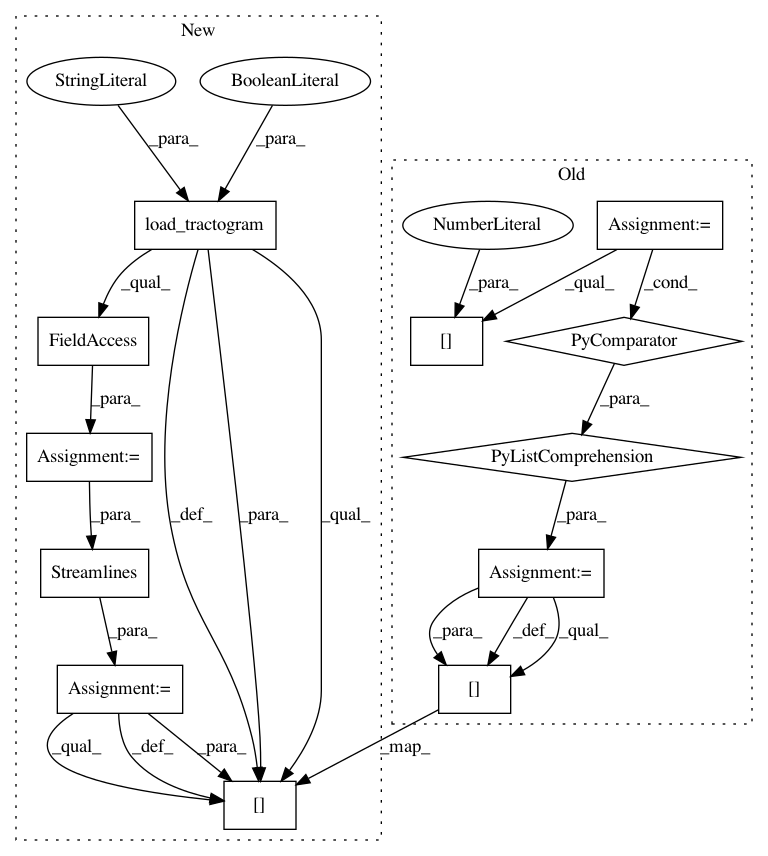 New
StringLiteral
BooleanLiteral
_para_
_para_
Old
load_tractogram
NumberLiteral
Assignment:=
_qual_
_para_
_qual_
_cond_
FieldAccess
[]
PyComparator
_para_
_para_
Assignment:=
PyListComprehension
_para_
_def_
_para_
_qual_
_para_
Streamlines
Assignment:=
_para_
_para_
_def_
_qual_
Assignment:=
[]
_qual_
_def_
_para_
_map_
[]